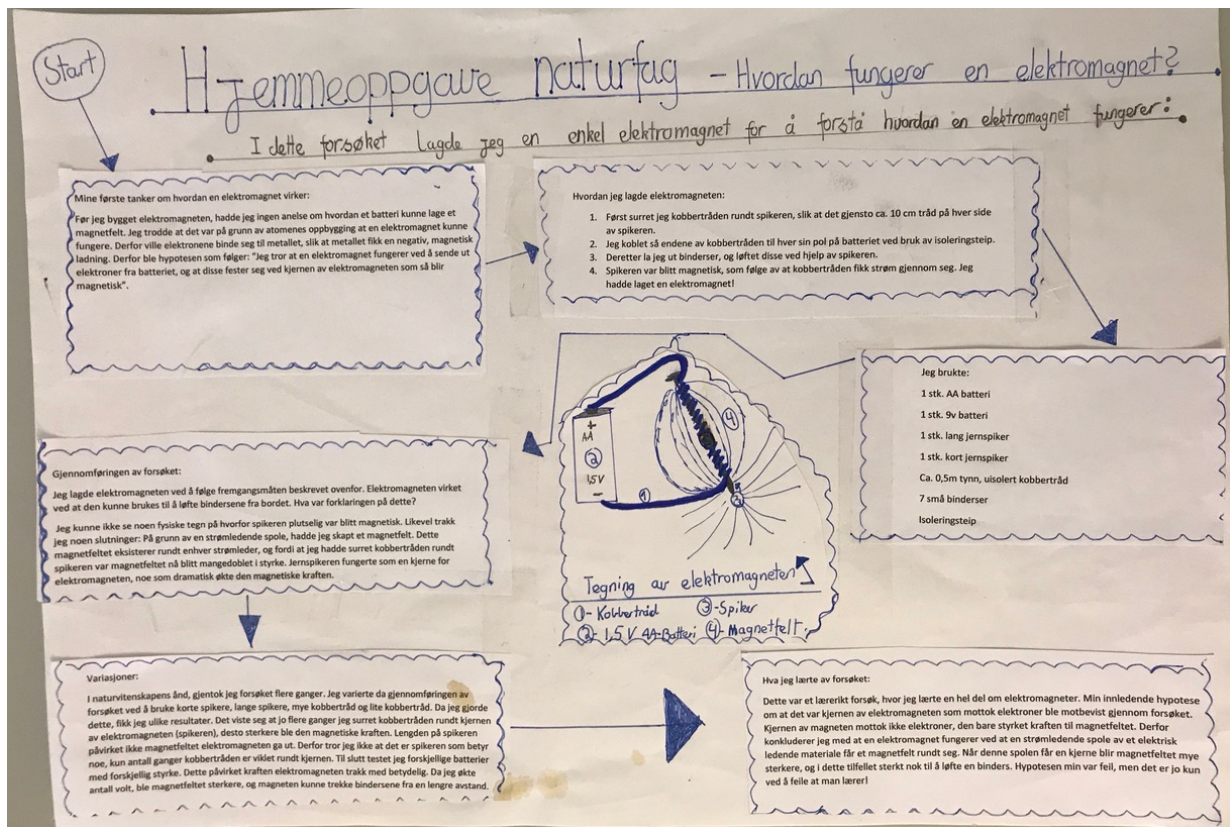 Start
Hjemmeoppgave naturfag - Hvordan fungerer en elektromagnet?
I dette forsøket lagde jeg en enkel elektromagnet for å forstå hvordan en elektromagnet fungerer:
Mine første tanker om hvordan en elektromagnet virker:
Før jeg bygget elektromagneten, hadde jeg ingen anelse om hvordan et batteri kunne lage et
magnetfelt. Jeg trodde at det var på grunn av atomenes oppbygging at en elektromagnet kunne
fungere. Derfor ville elektronene binde seg til metallet, slik at metallet fikk en negativ, magnetisk
ladning. Derfor ble hypotesen som følger: "Jeg tror at en elektromagnet fungerer ved å sende ut
elektroner fra batteriet, og at disse fester seg ved kjernen av elektromagneten som så blir
magnetisk".
Hvordan jeg lagde elektromagneten:
1. Først surret jeg kobbertråden rundt spikeren, slik at det gjensto ca. 10 cm tråd på hver side
av spikeren.
2. Jeg koblet så endene av kobbertråden til hver sin pol på batteriet ved bruk av isoleringsteip.
3. Deretter la jeg ut binderser, og løftet disse ved hjelp av spikeren.
4. Spikeren var blitt magnetisk, som følge av at kobbertråden fikk strøm gjennom seg. Jeg
hadde laget en elektromagnet!
Jeg brukte:
1 stk. AA batteri
1 stk. 9v batteri
1 stk. lang jernspiker
1 stk. kort jernspiker
Ca. 0,5m tynn, uisolert kobbertråd
7 små binderser
Isoleringsteip
+
AA
2
1,5V
-
1
4
3
Tegning av elektromagneten
1- Kobbertråd 3-Spiker
2- 1,5 V AA-Batteri 4- Magnetfelt.
Gjennomføringen av forsøket:
Jeg lagde elektromagneten ved å følge fremgangsmåten beskrevet ovenfor. Elektromagneten virket
ved at den kunne brukes til å løfte bindersene fra bordet. Hva var forklaringen på dette?
Jeg kunne ikke se noen fysiske tegn på hvorfor spikeren plutselig var blitt magnetisk. Likevel trakk
jeg noen slutninger: På grunn av en strømledende spole, hadde jeg skapt et magnetfelt. Dette
magnetfeltet eksisterer rundt enhver strømleder, og fordi at jeg hadde surret kobbertråden rundt
spikeren var magnetfeltet nå blitt mangedoblet i styrke. Jernspikeren fungerte som en kjerne for
elektromagneten, noe som dramatisk økte den magnetiske kraften.
Variasjoner:
I naturvitenskapens ånd, gjentok jeg forsøket flere ganger. Jeg varierte da gjennomføringen av
forsøket ved å bruke korte spikere, lange spikere, mye kobbertråd og lite kobbertråd. Da jeg gjorde
dette, fikk jeg ulike resultater. Det viste seg at jo flere ganger jeg surret kobbertråden rundt kjernen
av elektromagneten (spikeren), desto sterkere ble den magnetiske kraften. Lengden på spikeren
påvirket ikke magnetfeltet elektromagneten ga ut. Derfor tror jeg ikke at det er spikeren som betyr
noe, kun antall ganger kobbertråden er viklet rundt kjernen. Til slutt testet jeg forskjellige batterier
med forskjellig styrke. Dette påvirket kraften elektromagneten trakk med betydelig. Da jeg økte
antall volt, ble magnetfeltet sterkere, og magneten kunne trekke bindersene fra en lengre avstand.
Hva jeg lærte av forsøket:
Dette var et lærerikt forsøk, hvor jeg lærte en hel del om elektromagneter. Min innledende hypotese
om at det var kjernen av elektromagneten som mottok elektroner ble motbevist gjennom forsøket.
Kjernen av magneten mottok ikke elektroner, den bare styrket kraften til magnetfeltet. Derfor
konkluderer jeg med at en elektromagnet fungerer ved at en strømledende spole av et elektrisk
ledende materiale får et magnetfelt rundt seg. Når denne spolen får en kjerne blir magnetfeltet mye
sterkere, og i dette tilfellet sterkt nok til å løfte en binders. Hypotesen min var feil, men det er jo kun
ved å feile at man lærer!